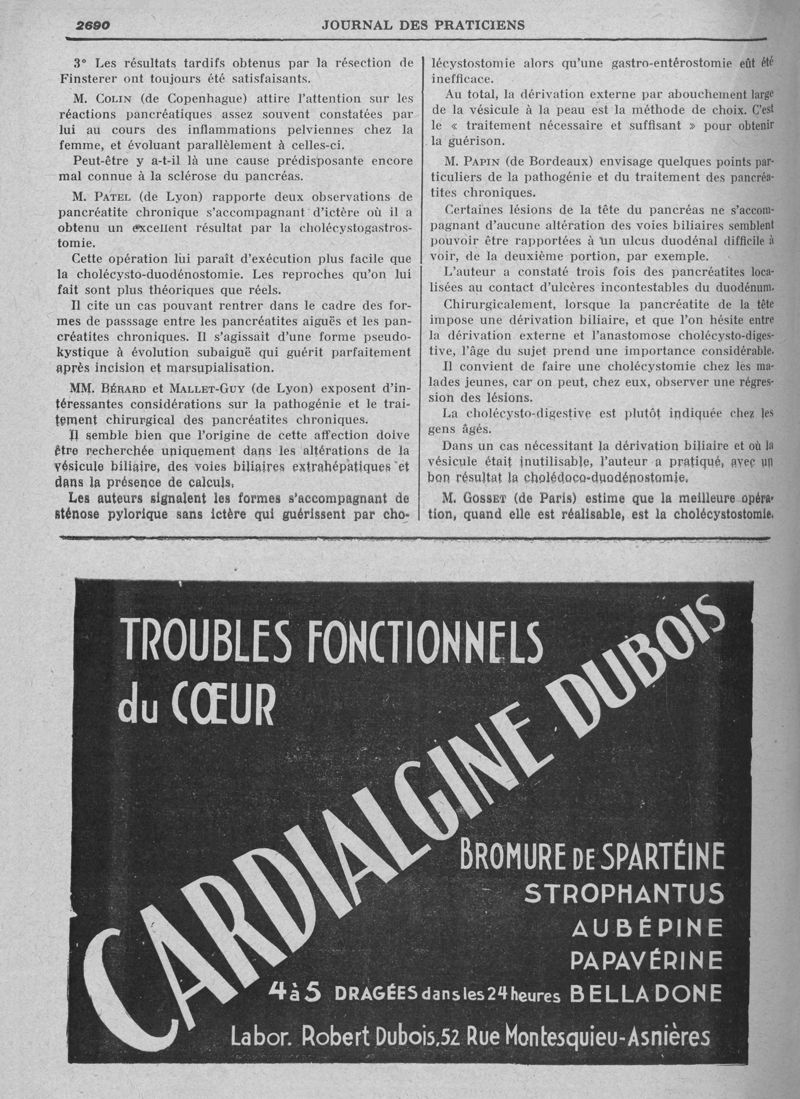 2690
JOURNAL DES PRATICIENS
3° Les résultats tardifs obtenus par la résection de
Finsterer ont toujours été satisfaisants.
M. COLIN (de Copenhague) attire l'attention sur les
réactions pancréatiques assez souvent constatées par
lui au cours des inflammations pelviennes chez la
femme, et évoluant parallèlement à celles-ci.
Peut-être y a-t-il là une cause prédisposante encore
mal connue à la sclérose du pancréas.
M. PATEL (de Lyon) rapporte deux observations de
pancréatite chronique s'accompagnant d'ictère où il a
obtenu un excellent résultat par la cholécystogastros-
tomie.
Cette opération lui paraît d'exécution plus facile que
la cholécysto-duodénostomie. Les reproches qu'on lui
fait sont plus théoriques que réels.
Il cite un cas pouvant rentrer dans le cadre des for-
mes de passsage entre les pancréatites aiguës et les pan-
créatites chroniques. Il s'agissait d'une forme pseudo-
kystique à évolution subaiguë qui guérit parfaitement
après incision et marsupialisation.
MM. BÉRARD et MALLET-GUY (de Lyon) exposent d'in-
téressantes considérations sur la pathogénie et le trai-
tement chirurgical des pancréatites chroniques.
Il semble bien que l'origine de cette affection doive
être recherchée uniquement dans les altérations de la
vésicule biliaire, des voies biliaires extrahépatiques et
dans la présence de calculs.
Les auteurs signalent les formes s'accompagnant de
sténose pylorique sans ictère qui guérissent par cho-
lécystostomie alors qu'une gastro-entérostomie eût été
inefficace.
Au total, la dérivation externe par abouchement large
de la vésicule à la peau est la méthode de choix. C'est
le « traitement nécessaire et suffisant » pour obtenir
la guérison.
M. PAPIN (de Bordeaux) envisage quelques points par-
ticuliers de la pathogénie et du traitement des pancréa-
tites chroniques.
Certaines lésions de la tête du pancréas ne s'accom-
pagnant d'aucune altération des voies biliaires semblent
pouvoir être rapportées à un ulcus duodénal difficile à
voir, de la deuxième portion, par exemple.
L'auteur a constaté trois fois des pancréatites loca-
lisées au contact d'ulcères incontestables du duodénum.
Chirurgicalement, lorsque la pancréatite de la tête
impose une dérivation biliaire, et que l'on hésite entre
la dérivation externe et l'anastomose cholécysto-diges-
tive, l'âge du sujet prend une importance considérable.
Il convient de faire une cholécystomie chez les ma-
lades jeunes, car on peut, chez eux, observer une régres-
sion des lésions.
La cholécysto-digestive est plutôt indiquée chez les
gens âgés.
Dans un cas nécessitant la dérivation biliaire et où la
vésicule était inutilisable, l'auteur a pratiqué, avec un
bon résultat la cholédoco-duodénostomie.
M. GOSSET (de Paris) estime que la meilleure opéra-
tion, quand elle est réalisable, est la cholécystostomie.
TROUBLES FONCTIONNELS
du CŒUR
CARDIALGINE DUBOIS
BROMURE DE SPARTÉINE
STROPHANTUS
AUBÉPINE
PAPAVÉRINE
4 à 5 DRAGÉES dans les 24 heures BELLADONE
Labor. Robert Dubois, 52 Rue Montesquieu-Asnières